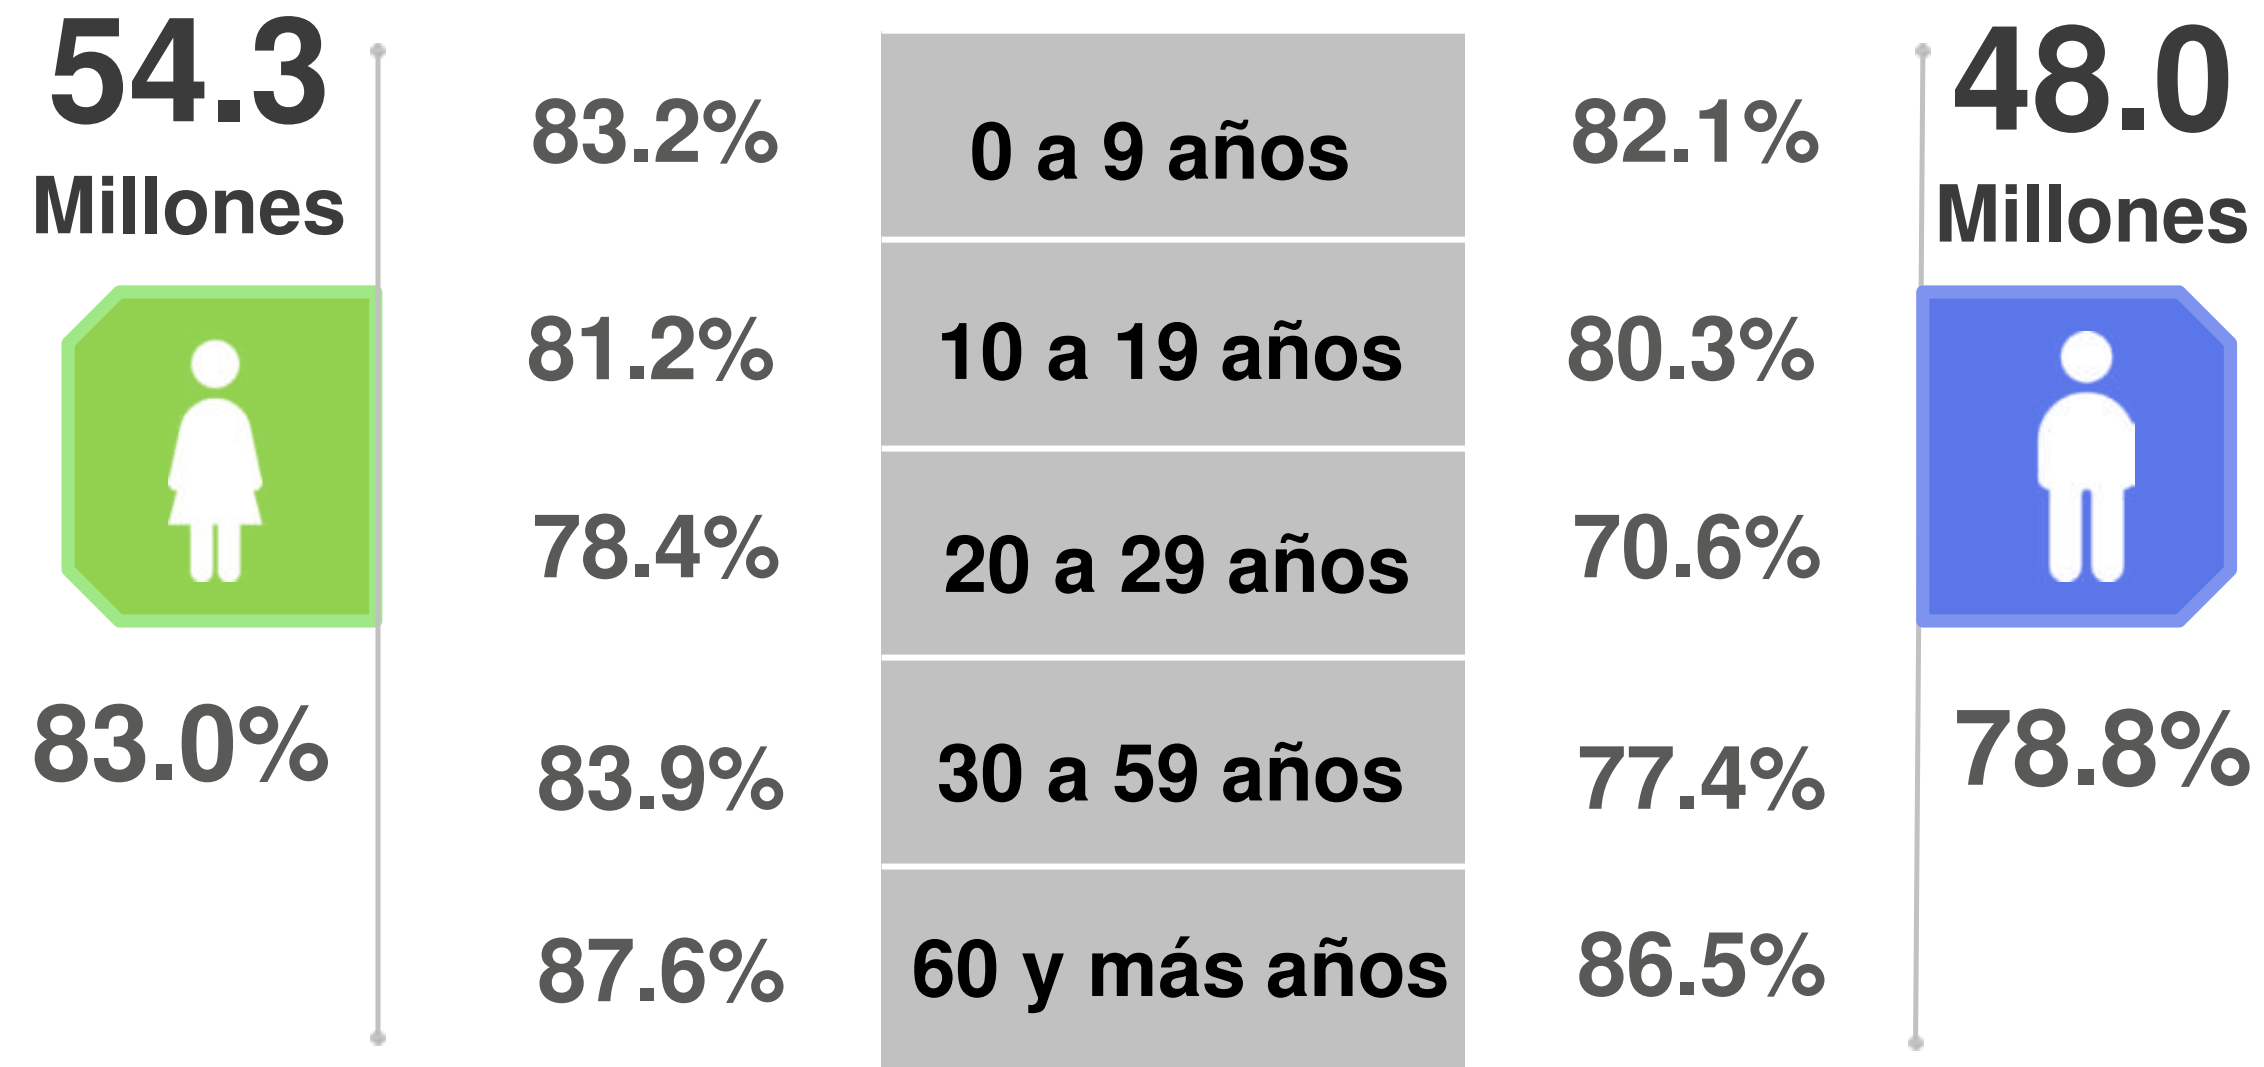 54.3
Millones
83.0%
83.2%
0 a 9 años
82.1%
81.2%
10 a 19 años
80.3%
78.4%
20 a 29 años
70.6%
83.9%
30 a 59 años
77.4%
87.6%
60 y más años
86.5%
48.0
Millones
78.8%